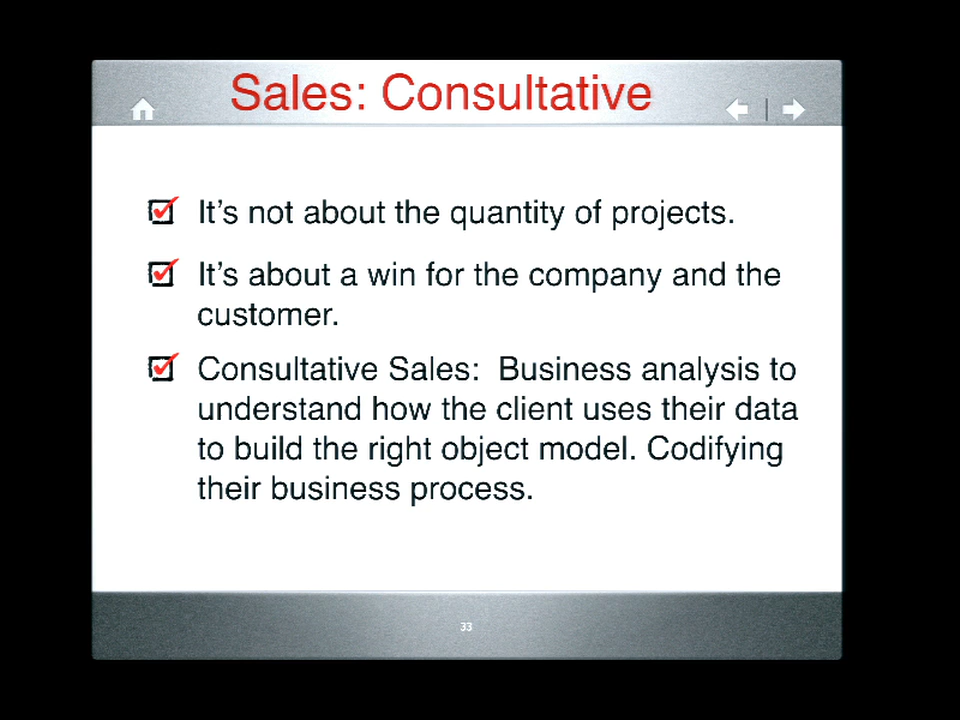 Sales: Consultative
It's not about the quantity of projects.
It's about a win for the company and the
customer.
Consultative Sales:  Business analysis to
understand how the client uses their data
to build the right object model. Codifying
their business process.
33